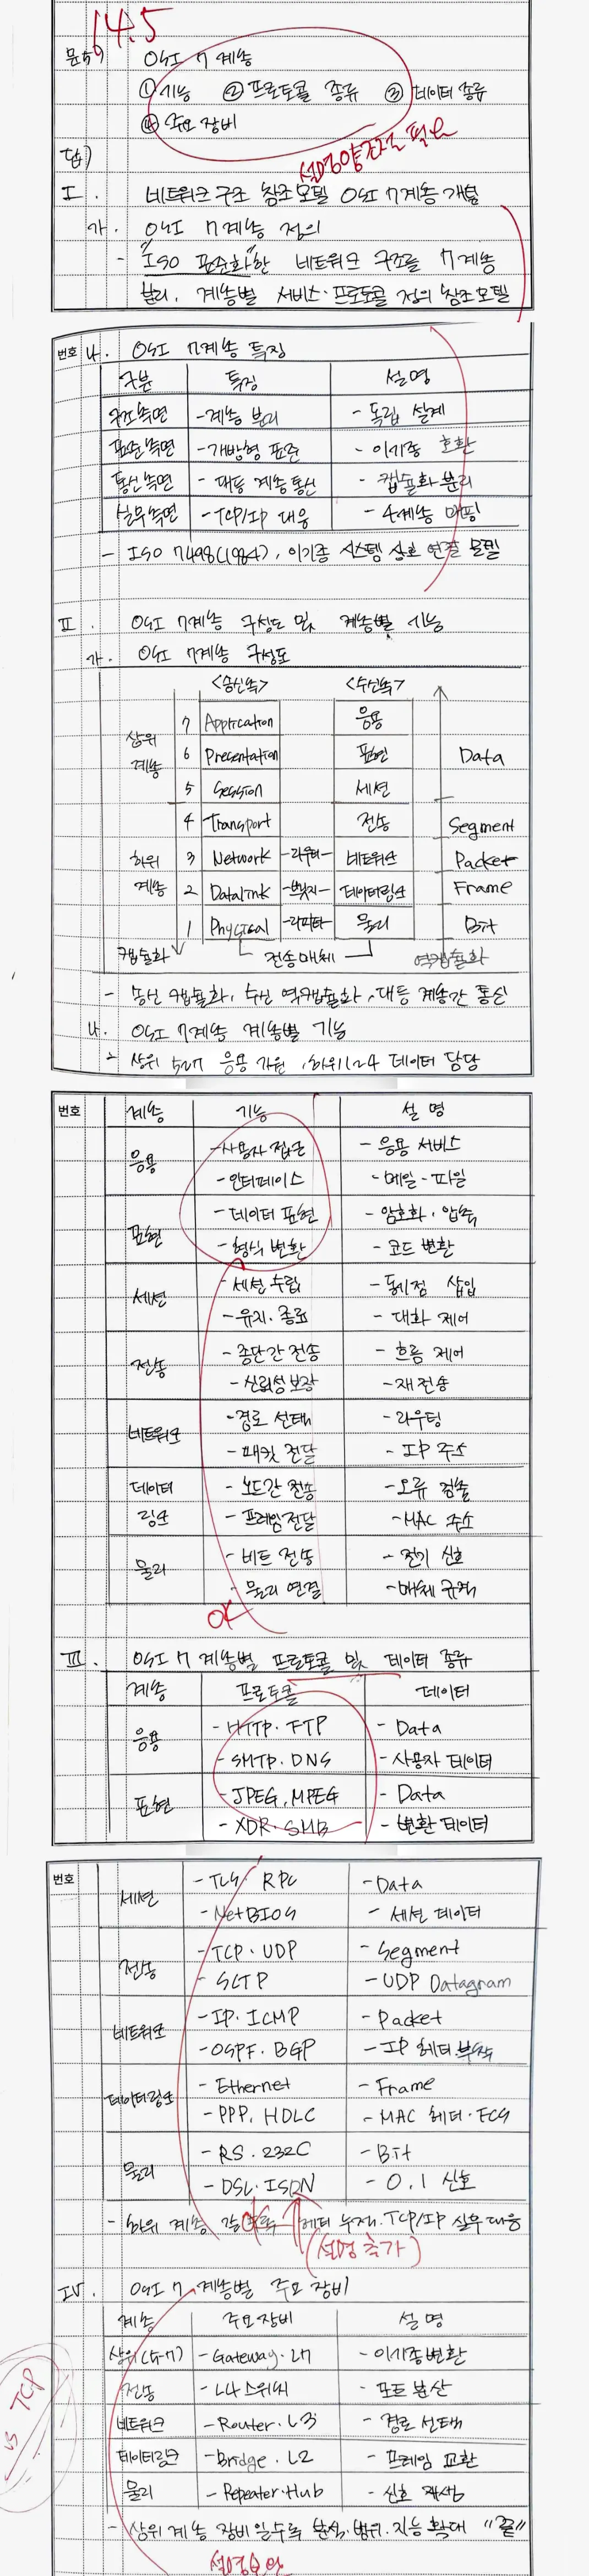 14.5
문5) OSI 7 계층
① 기능 ② 프로토콜 종류 ③ 데이터 종류
④ 주요 장비
설명양 조절 필요
답)
I. 네트워크 구조 참조모델 OSI 7계층 개념
가. OSI 7계층 정의
- ISO 표준화한 네트워크 구조를 7계층
분리, 계층별 서비스·프로토콜 정의 참조모델
번호 나. OSI 7계층 특징
구분 특징 설명
구조측면 - 계층 분리 - 독립 설계
표준측면 - 개방형 표준 - 이기종 호환
통신측면 - 대등 계층 통신 - 캡슐화 분리
실무측면 - TCP/IP 대응 - 4계층 매핑
- ISO 7498(1984), 이기종 시스템 상호 연결 모델
II. OSI 7계층 구성도 및 계층별 기능
가. OSI 7계층 구성도
<송신측> <수신측>
7 Application 응용
상위 계층 6 Presentation 표현 Data
5 Session 세션
4 Transport 전송 Segment
하위 계층 3 Network -라우터- 네트워크 Packet
2 Datalink -브릿지- 데이터링크 Frame
1 Physical -리피터- 물리 Bit
캡슐화 전송매체 역캡슐화
- 송신 캡슐화, 수신 역캡슐화, 대등 계층간 통신
나. OSI 7계층 계층별 기능
- 상위 5~7 응용 지원, 하위 1~4 데이터 담당
번호 계층 기능 설명
응용 - 사용자 접근 - 응용 서비스
- 인터페이스 - 메일·파일
표현 - 데이터 표현 - 암호화·압축
- 형식 변환 - 코드 변환
세션 - 세션 수립 - 동기점 삽입
- 유지·종료 - 대화 제어
전송 - 종단간 전송 - 흐름 제어
- 신뢰성 보장 - 재전송
네트워크 - 경로 선택 - 라우팅
- 패킷 전달 - IP 주소
데이터 - 노드간 전송 - 오류 검출
링크 - 프레임 전달 - MAC 주소
물리 - 비트 전송 - 전기 신호
- 물리 연결 - 매체 규격
OK
III. OSI 7 계층별 프로토콜 및 데이터 종류
계층 프로토콜 데이터
응용 - HTTP·FTP - Data
- SMTP·DNS - 사용자 데이터
표현 - JPEG, MPEG - Data
- XDR·SMB - 변환 데이터
번호 세션 - TLS·RPC - Data
- NetBIOS - 세션 데이터
전송 - TCP·UDP - Segment
- SCTP - UDP Datagram
네트워크 - IP·ICMP - Packet
- OSPF·BGP - IP 헤더 부착
데이터링크 - Ethernet - Frame
- PPP, HDLC - MAC 헤더·FCS
물리 - RS-232C - Bit
- DSL·ISDN - 0.1 신호
- 하위 계층 갈수록 헤더 누적, TCP/IP 실무 대응
(설명 추가)
IV. OSI 7 계층별 주요 장비
계층 주요장비 설명
상위(5-7) - Gateway·L7 - 이기종변환
전송 - L4 스위치 - 포트 분산
네트워크 - Router·L3 - 경로 선택
데이터링크 - Bridge·L2 - 프레임 교환
물리 - Repeater·Hub - 신호 재생
vs TCP
- 상위 계층 장비일수록 분석·범위·지능 확대 "끝"
설명보완